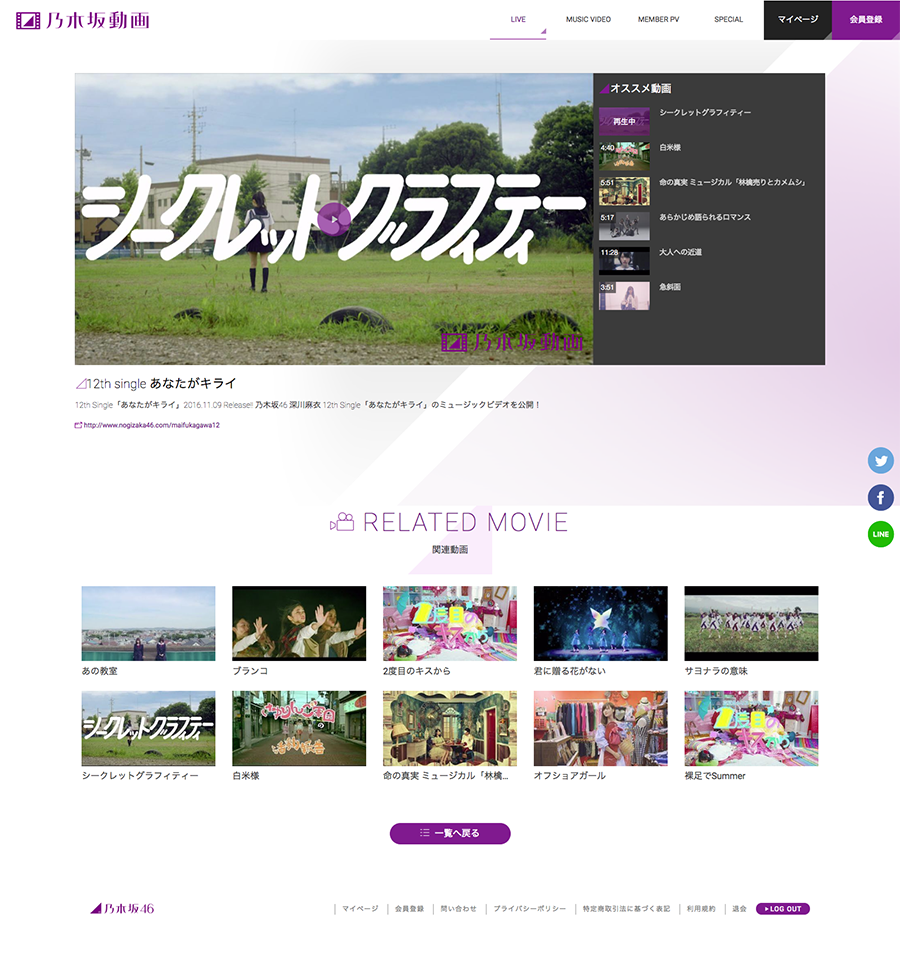 乃木坂動画
LIVE
MUSIC VIDEO
MEMBER PV
SPECIAL
マイページ
会員登録
シークレットグラフィティー
乃木坂動画
オススメ動画
再生中
シークレットグラフィティー
4:40
白米様
5:51
命の真実 ミュージカル「林檎売りとカメムシ」
5:17
あらかじめ語られるロマンス
11:28
大人への近道
3:51
急斜面
12th single あなたがキライ
12th Single「あなたがキライ」2016.11.09 Release!! 乃木坂46 深川麻衣 12th Single「あなたがキライ」のミュージックビデオを公開！
http://www.nogizaka46.com/maifukagawa12
LINE
RELATED MOVIE
関連動画
あの教室
ブランコ
2度目のキスから
君に贈る花がない
サヨナラの意味
シークレットグラフィティー
シークレットグラフィティー
白米様
命の真実 ミュージカル「林檎...
オフショアガール
裸足でSummer
一覧へ戻る
乃木坂46
マイページ
会員登録
問い合わせ
プライバシーポリシー
特定商取引法に基づく表記
利用規約
退会
LOG OUT